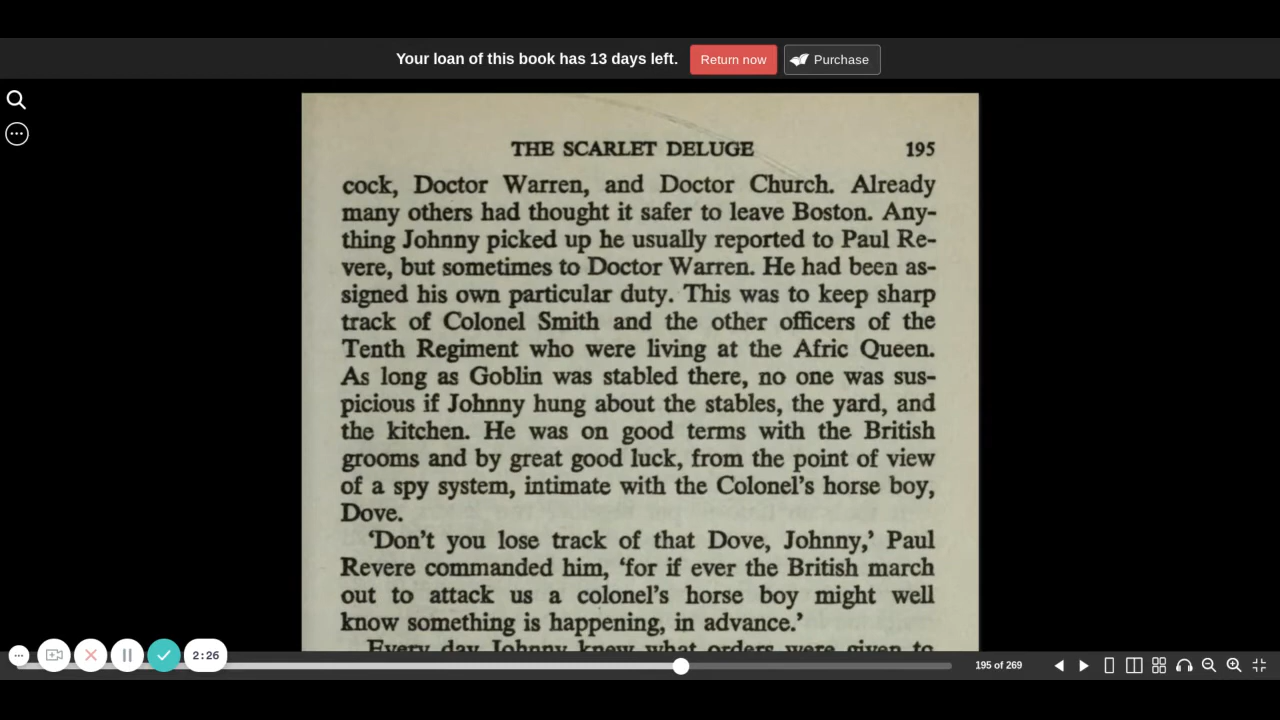 Your loan of this book has 13 days left.
Return now
Purchase
THE SCARLET DELUGE 195
cock, Doctor Warren, and Doctor Church. Already
many others had thought it safer to leave Boston. Any-
thing Johnny picked up he usually reported to Paul Re-
vere, but sometimes to Doctor Warren. He had been as-
signed his own particular duty. This was to keep sharp
track of Colonel Smith and the other officers of the
Tenth Regiment who were living at the Afric Queen.
As long as Goblin was stabled there, no one was sus-
picious if Johnny hung about the stables, the yard, and
the kitchen. He was on good terms with the British
grooms and by great good luck, from the point of view
of a spy system, intimate with the Colonel's horse boy,
Dove.
‘Don't you lose track of that Dove, Johnny,’ Paul
Revere commanded him, ‘for if ever the British march
out to attack us a colonel's horse boy might well
know something is happening, in advance.’
Every day Johnny knew what orders were given to
2:26
195 of 269